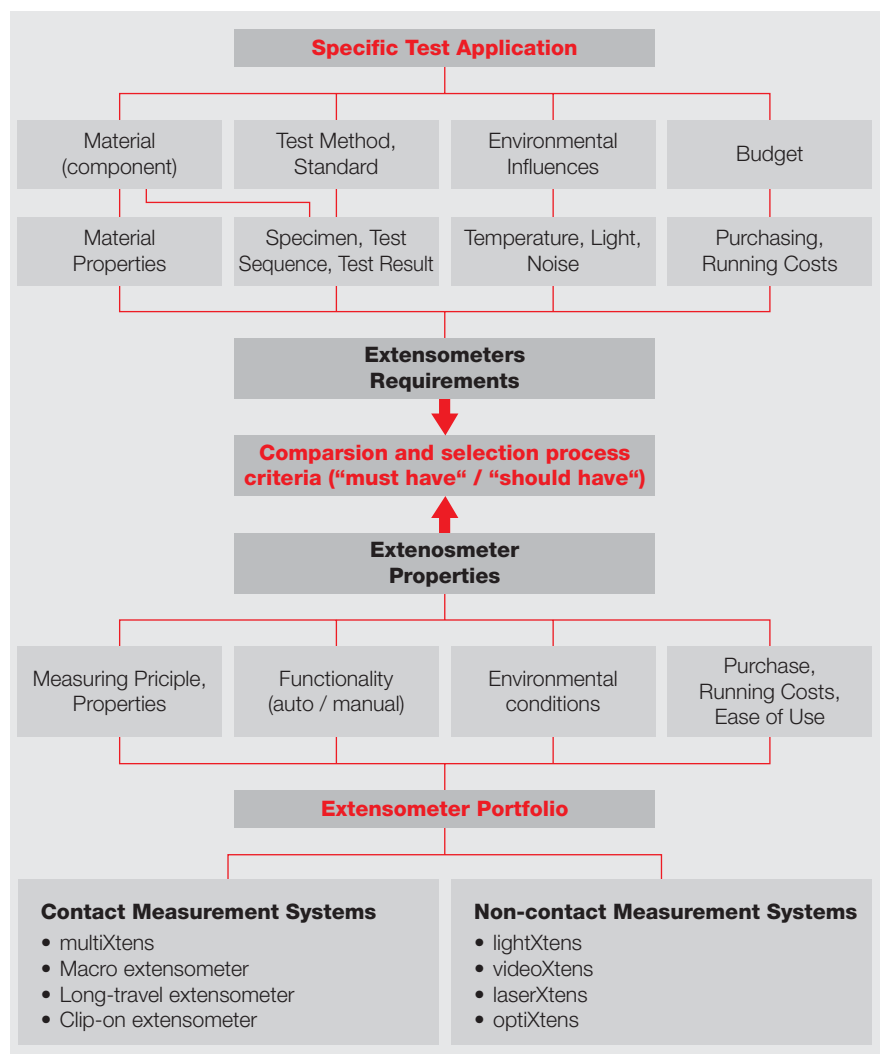 Specific Test Application
Material
(component)
Test Method,
Standard
Environmental
Influences
Budget
Material
Properties
Specimen, Test
Sequence, Test Result
Temperature, Light,
Noise
Purchasing,
Running Costs
Extensometers
Requirements
Comparsion and selection process
criteria (“must have“ / “should have“)
Extenosmeter
Properties
Measuring Priciple,
Properties
Functionality
(auto / manual)
Environmental
conditions
Purchase,
Running Costs,
Ease of Use
Extensometer Portfolio
Contact Measurement Systems
• multiXtens
• Macro extensometer
• Long-travel extensometer
• Clip-on extensometer
Non-contact Measurement Systems
• lightXtens
• videoXtens
• laserXtens
• optiXtens